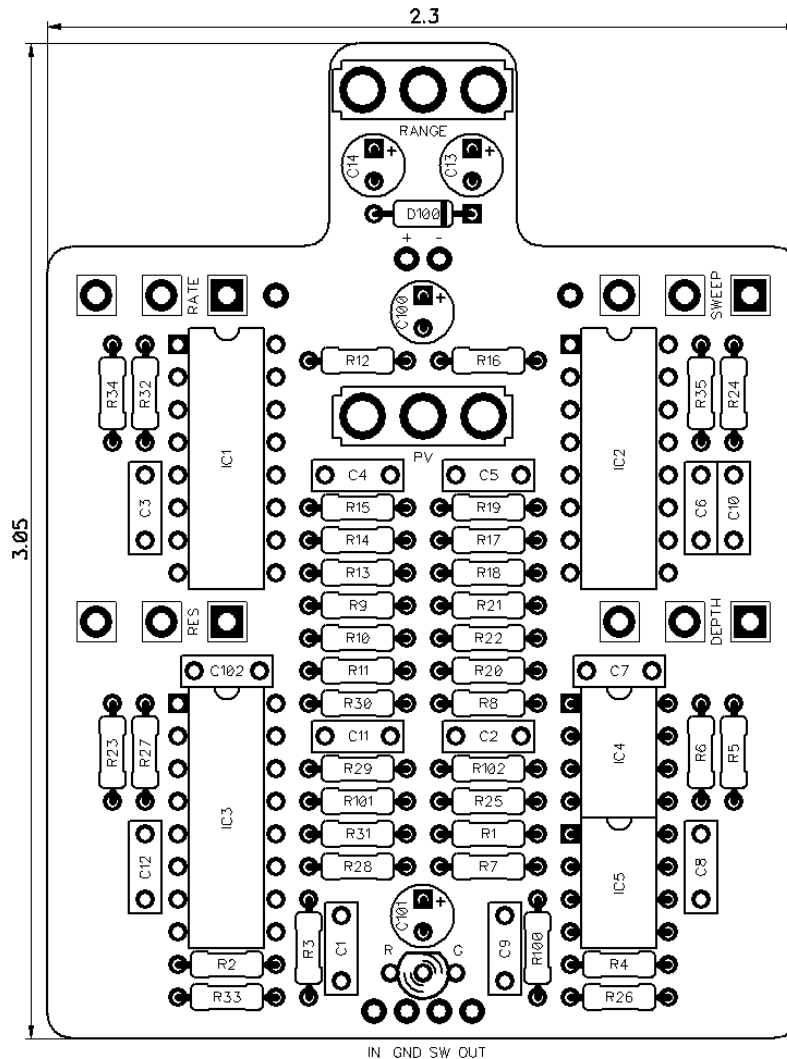 2.3
3.05
RANGE
C14 + C13 +
D100
+ -
RATE C100 + SWEEP
R12 R16
R34 R32 IC1 IC2 R35 R24
PV
C4 C5
C3 C6 C10
R15 R19
R14 R17
R13 R18
R9 R21
RES R10 R22 DEPTH
C102 R11 R20 C7
R30 R8
R23 R27 C11 C2 IC4 R6 R5
R29 R102
IC3 R101 R25
R31 R1
C12 R28 R7 IC5 C8
C101 +
R3 C1 R G C9 R100
R2 R4
R33 R26
IN GND SW OUT